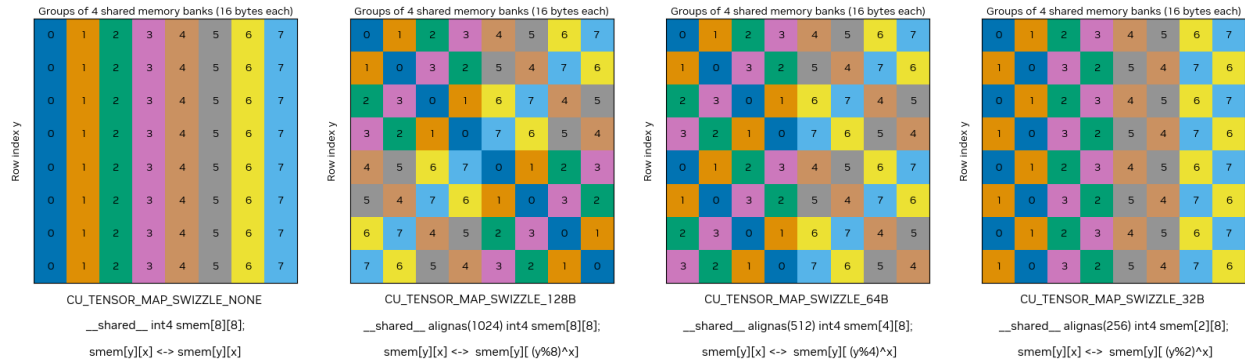 Groups of 4 shared memory banks (16 bytes each)
Row index y
0 1 2 3 4 5 6 7
0 1 2 3 4 5 6 7
0 1 2 3 4 5 6 7
0 1 2 3 4 5 6 7
0 1 2 3 4 5 6 7
0 1 2 3 4 5 6 7
0 1 2 3 4 5 6 7
0 1 2 3 4 5 6 7
CU_TENSOR_MAP_SWIZZLE_NONE
__shared__ int4 smem[8][8];
smem[y][x] <-> smem[y][x]
Groups of 4 shared memory banks (16 bytes each)
Row index y
0 1 2 3 4 5 6 7
1 0 3 2 5 4 7 6
2 3 0 1 6 7 4 5
3 2 1 0 7 6 5 4
4 5 6 7 0 1 2 3
5 4 7 6 1 0 3 2
6 7 4 5 2 3 0 1
7 6 5 4 3 2 1 0
CU_TENSOR_MAP_SWIZZLE_128B
__shared__ alignas(1024) int4 smem[8][8];
smem[y][x] <-> smem[y][ (y%8)^x]
Groups of 4 shared memory banks (16 bytes each)
Row index y
0 1 2 3 4 5 6 7
1 0 3 2 5 4 7 6
2 3 0 1 6 7 4 5
3 2 1 0 7 6 5 4
0 1 2 3 4 5 6 7
1 0 3 2 5 4 7 6
2 3 0 1 6 7 4 5
3 2 1 0 7 6 5 4
CU_TENSOR_MAP_SWIZZLE_64B
__shared__ alignas(512) int4 smem[4][8];
smem[y][x] <-> smem[y][ (y%4)^x]
Groups of 4 shared memory banks (16 bytes each)
Row index y
0 1 2 3 4 5 6 7
1 0 3 2 5 4 7 6
0 1 2 3 4 5 6 7
1 0 3 2 5 4 7 6
0 1 2 3 4 5 6 7
1 0 3 2 5 4 7 6
0 1 2 3 4 5 6 7
1 0 3 2 5 4 7 6
CU_TENSOR_MAP_SWIZZLE_32B
__shared__ alignas(256) int4 smem[2][8];
smem[y][x] <-> smem[y][ (y%2)^x]